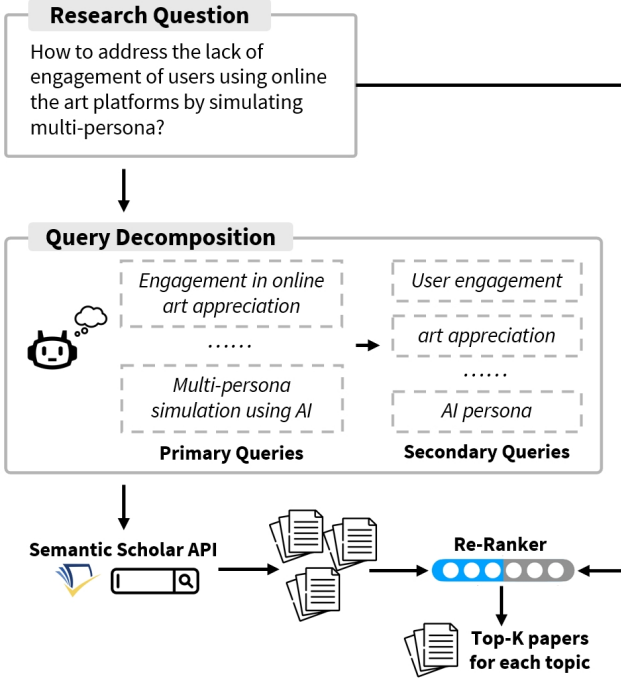 Research Question
How to address the lack of
engagement of users using online
the art platforms by simulating
multi-persona?
Query Decomposition
Engagement in online
art appreciation
......
Multi-persona
simulation using AI
Primary Queries
User engagement
art appreciation
......
AI persona
Secondary Queries
Semantic Scholar API
Re-Ranker
Top-K papers
for each topic